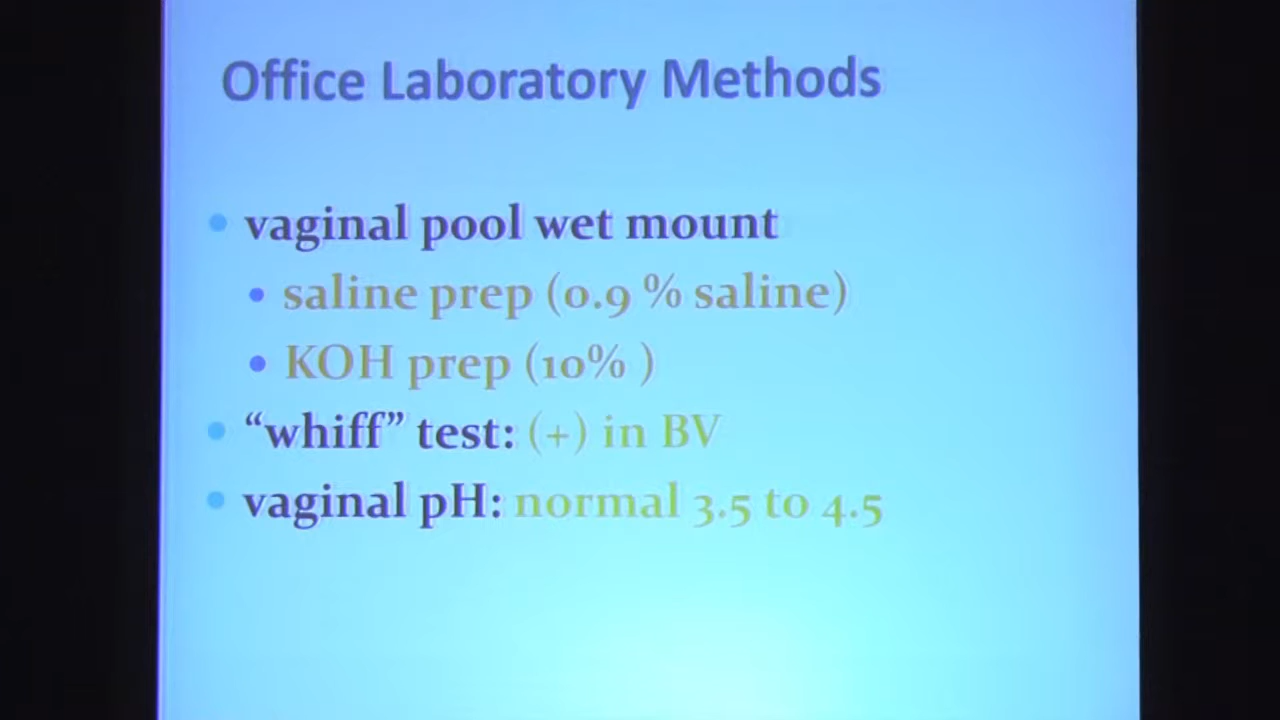 Office Laboratory Methods
vaginal pool wet mount
saline prep (0.9 % saline)
KOH prep (10% )
“whiff” test: (+) in BV
vaginal pH: normal 3.5 to 4.5